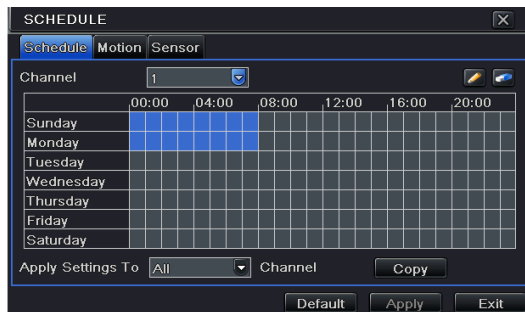 SCHEDULE
Schedule Motion Sensor
Channel 1
00:00 04:00 08:00 12:00 16:00 20:00
Sunday
Monday
Tuesday
Wednesday
Thursday
Friday
Saturday
Apply Settings To All Channel Copy
Default Apply Exit